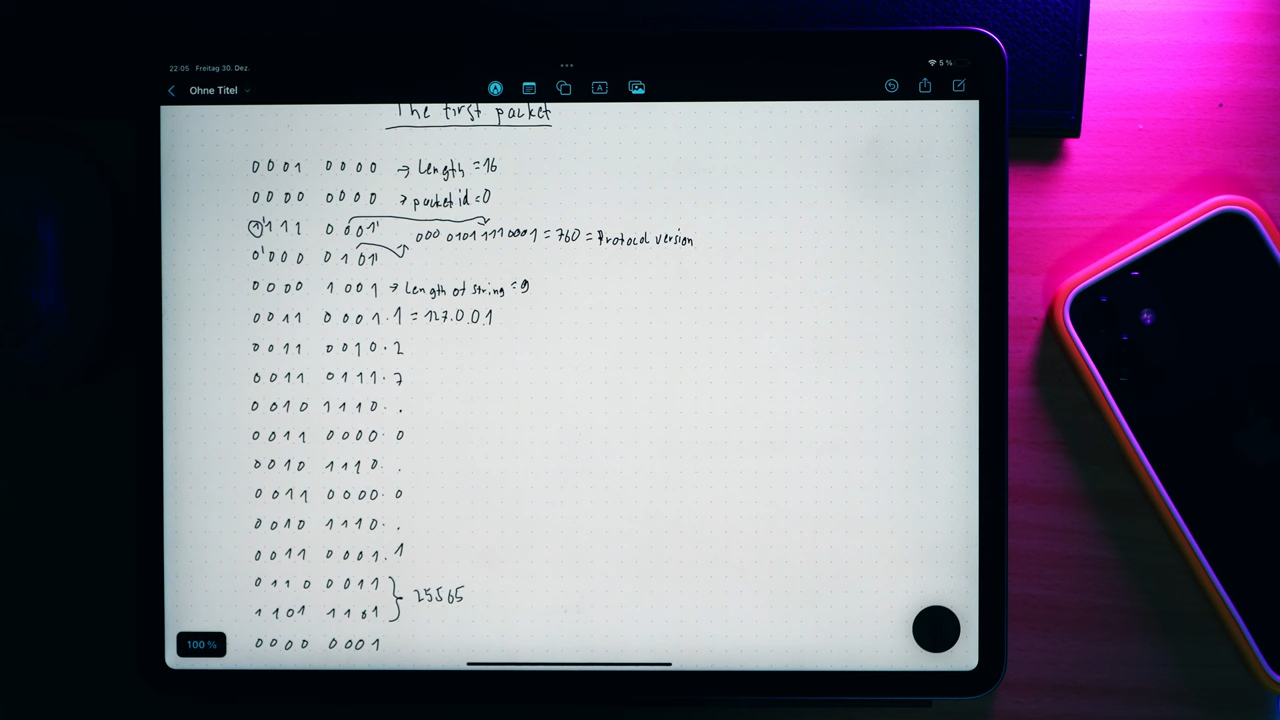 22:05 Freitag 30. Dez.
5 %
Ohne Titel
The first packet
0001 0000 → Length = 16
0000 0000 → packet id = 0
1111 0001
000 0101 1110001 = 760 = Protocol version
0000 0101
0000 1001 → Length of string = 9
0011 0001 · 1 = 127.0.0.1
0011 0010 · 2
0011 0111 · 7
0010 1110 · .
0011 0000 · 0
0010 1110 · .
0011 0000 · 0
0010 1110 · .
0011 0001 · 1
0110 0011
25565
1101 1101
0000 0001
100 %